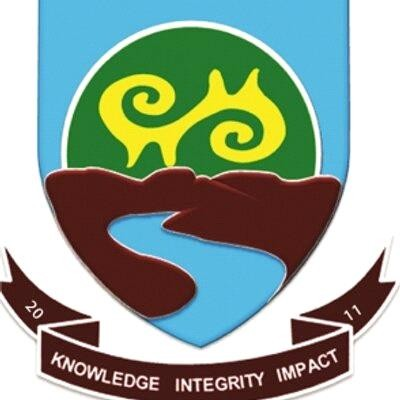 20 11
KNOWLEDGE INTEGRITY IMPACT